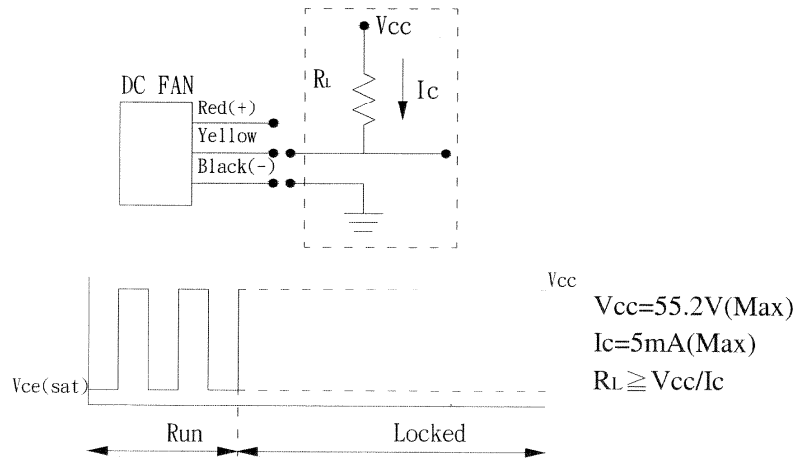 Vcc
DC FAN
RL
Ic
Red(+)
Yellow
Black(-)
Vcc
Vce(sat)
Run
Locked
Vcc=55.2V(Max)
Ic=5mA(Max)
RL≧Vcc/Ic